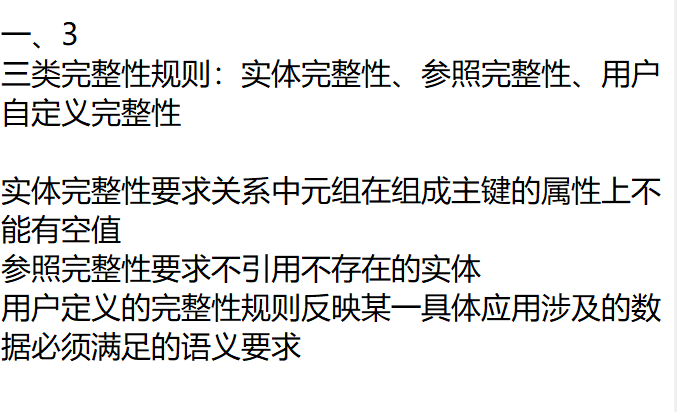 一、3
三类完整性规则：实体完整性、参照完整性、用户
自定义完整性
实体完整性要求关系中元组在组成主键的属性上不
能有空值
参照完整性要求不引用不存在的实体
用户定义的完整性规则反映某一具体应用涉及的数
据必须满足的语义要求